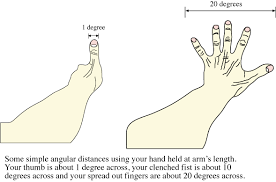 20 degrees
1 degree
Some simple angular distances using your hand held at arm's length.
Your thumb is about 1 degree across, your clenched fist is about 10
degrees across and your spread out fingers are about 20 degrees across.